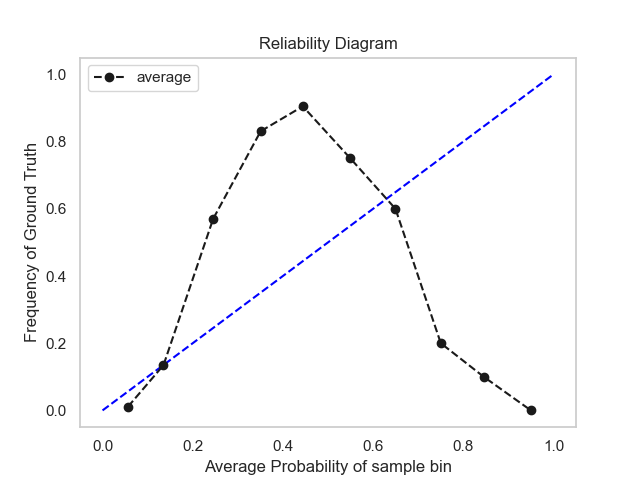 Reliability Diagram
average
Frequency of Ground Truth
1.0
0.8
0.6
0.4
0.2
0.0
0.0 0.2 0.4 0.6 0.8 1.0
Average Probability of sample bin